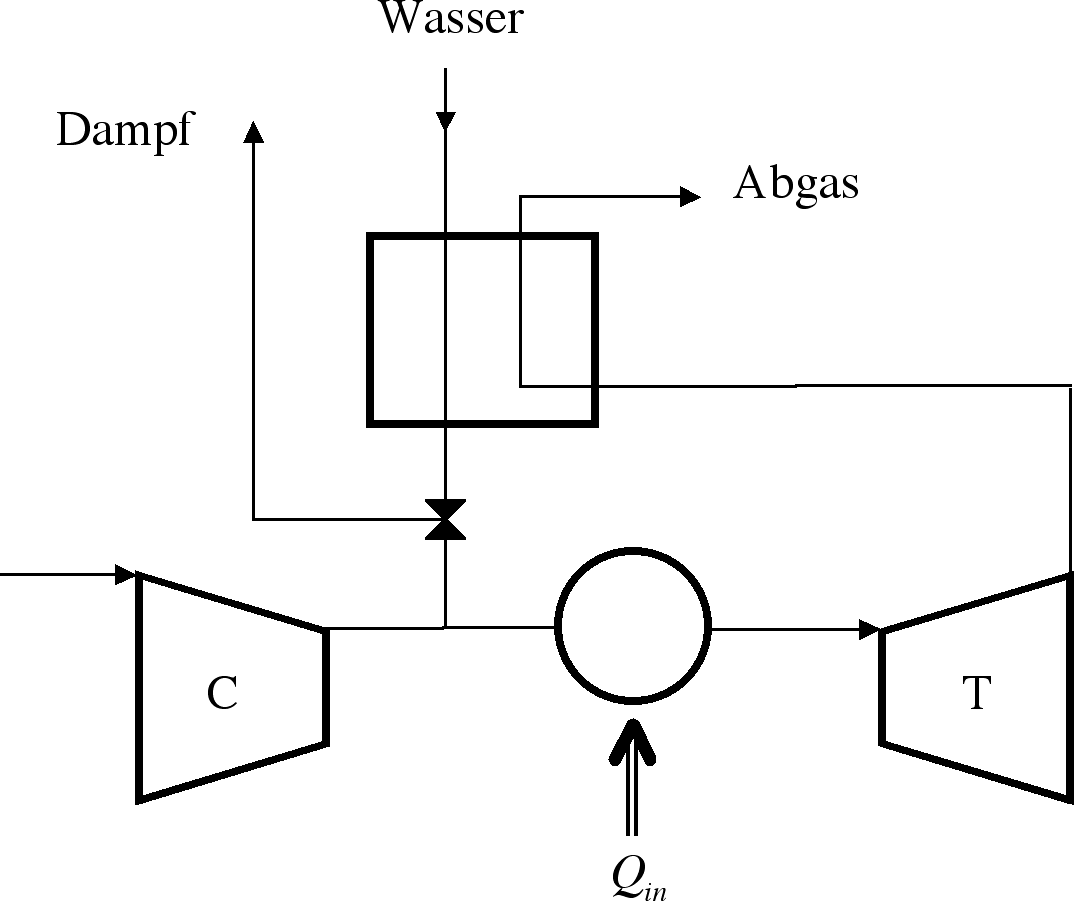 Wasser
Dampf
Abgas
C
T
Q_in